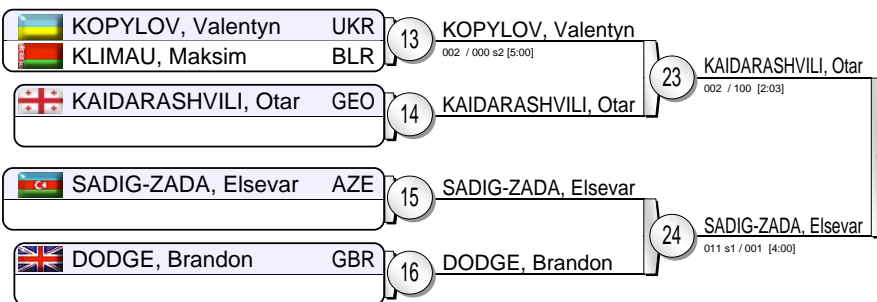 KOPYLOV, Valentyn UKR
KLIMAU, Maksim BLR
13
KOPYLOV, Valentyn
002 / 000 s2 [5:00]
KAIDARASHVILI, Otar GEO
14
KAIDARASHVILI, Otar
23
KAIDARASHVILI, Otar
002 / 100 [2:03]
SADIG-ZADA, Elsevar AZE
15
SADIG-ZADA, Elsevar
DODGE, Brandon GBR
16
DODGE, Brandon
24
SADIG-ZADA, Elsevar
011 s1 / 001 [4:00]